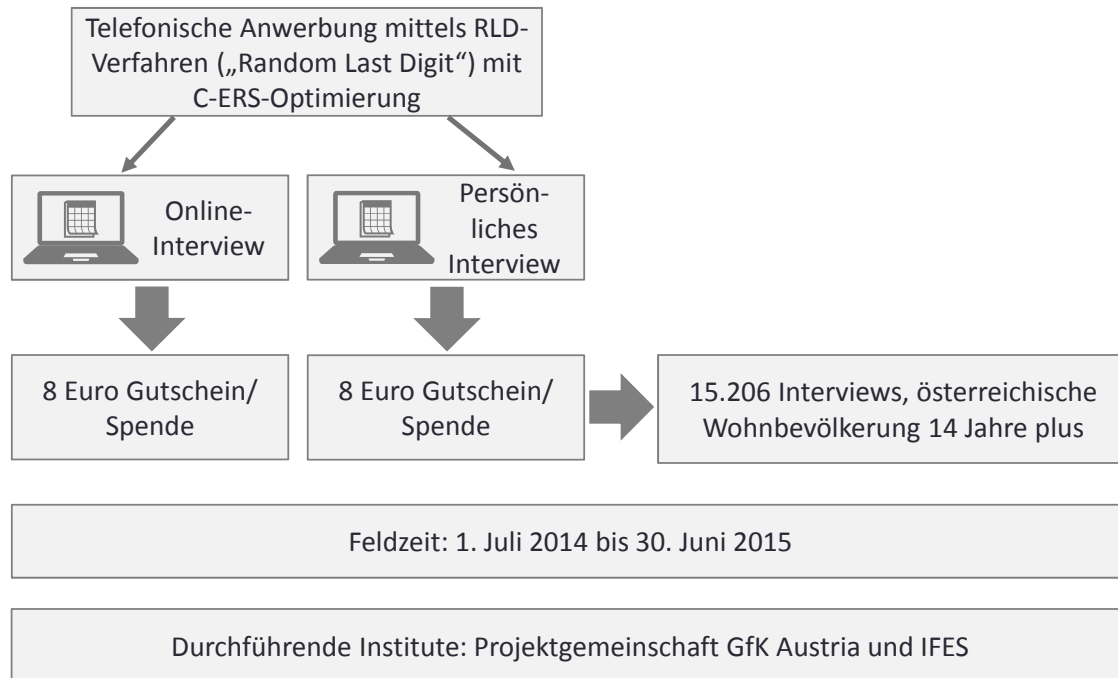 Telefonische Anwerbung mittels RLD-
Verfahren („Random Last Digit“) mit
C-ERS-Optimierung
Online-
Interview
Persön-
liches
Interview
8 Euro Gutschein/
Spende
8 Euro Gutschein/
Spende
15.206 Interviews, österreichische
Wohnbevölkerung 14 Jahre plus
Feldzeit: 1. Juli 2014 bis 30. Juni 2015
Durchführende Institute: Projektgemeinschaft GfK Austria und IFES